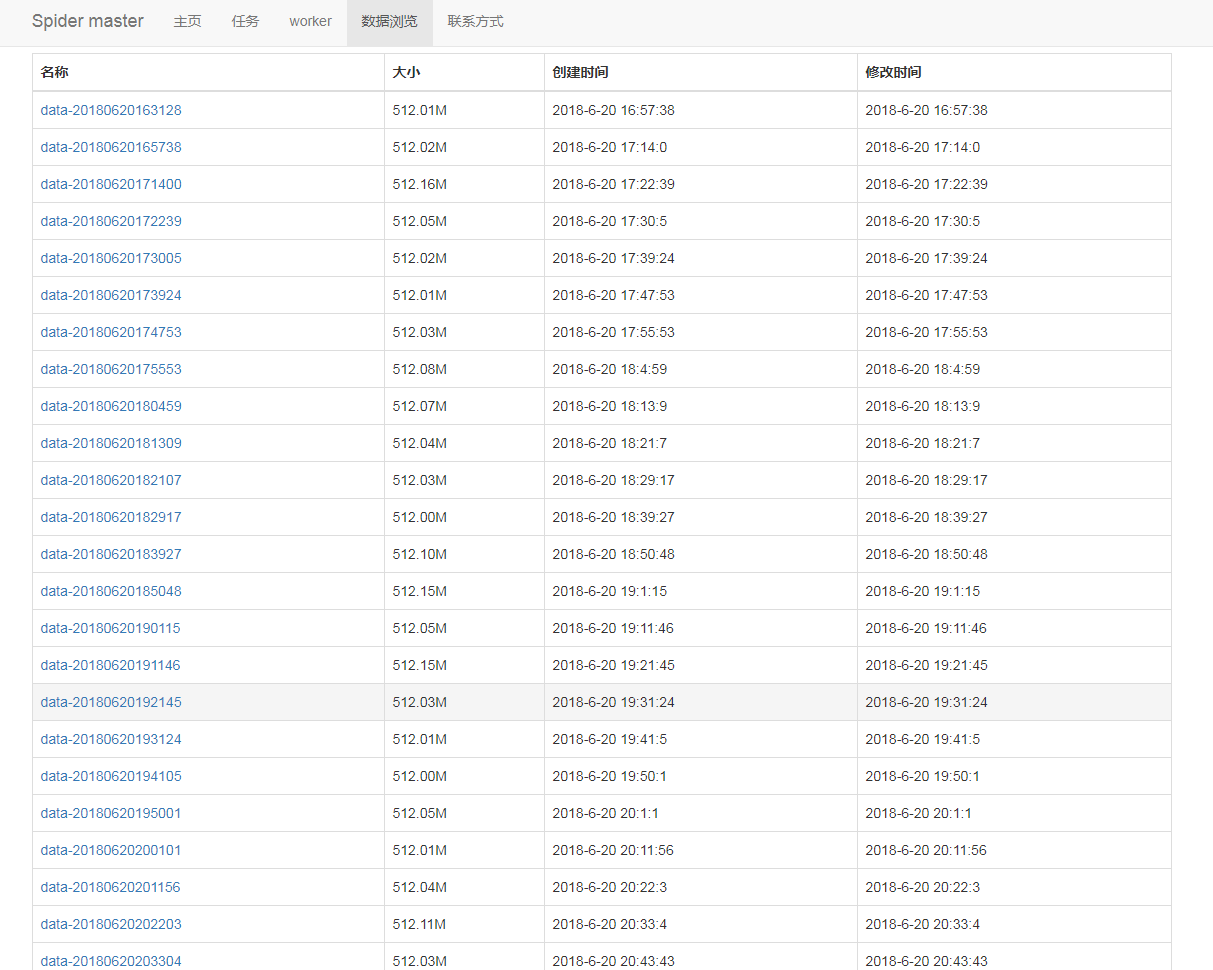 Spider master 主页 任务 worker 数据浏览 联系方式
名称 大小 创建时间 修改时间
data-20180620163128 512.01M 2018-6-20 16:57:38 2018-6-20 16:57:38
data-20180620165738 512.02M 2018-6-20 17:14:0 2018-6-20 17:14:0
data-20180620171400 512.16M 2018-6-20 17:22:39 2018-6-20 17:22:39
data-20180620172239 512.05M 2018-6-20 17:30:5 2018-6-20 17:30:5
data-20180620173005 512.02M 2018-6-20 17:39:24 2018-6-20 17:39:24
data-20180620173924 512.01M 2018-6-20 17:47:53 2018-6-20 17:47:53
data-20180620174753 512.03M 2018-6-20 17:55:53 2018-6-20 17:55:53
data-20180620175553 512.08M 2018-6-20 18:4:59 2018-6-20 18:4:59
data-20180620180459 512.07M 2018-6-20 18:13:9 2018-6-20 18:13:9
data-20180620181309 512.04M 2018-6-20 18:21:7 2018-6-20 18:21:7
data-20180620182107 512.03M 2018-6-20 18:29:17 2018-6-20 18:29:17
data-20180620182917 512.00M 2018-6-20 18:39:27 2018-6-20 18:39:27
data-20180620183927 512.10M 2018-6-20 18:50:48 2018-6-20 18:50:48
data-20180620185048 512.15M 2018-6-20 19:1:15 2018-6-20 19:1:15
data-20180620190115 512.05M 2018-6-20 19:11:46 2018-6-20 19:11:46
data-20180620191146 512.15M 2018-6-20 19:21:45 2018-6-20 19:21:45
data-20180620192145 512.03M 2018-6-20 19:31:24 2018-6-20 19:31:24
data-20180620193124 512.01M 2018-6-20 19:41:5 2018-6-20 19:41:5
data-20180620194105 512.00M 2018-6-20 19:50:1 2018-6-20 19:50:1
data-20180620195001 512.05M 2018-6-20 20:1:1 2018-6-20 20:1:1
data-20180620200101 512.01M 2018-6-20 20:11:56 2018-6-20 20:11:56
data-20180620201156 512.04M 2018-6-20 20:22:3 2018-6-20 20:22:3
data-20180620202203 512.11M 2018-6-20 20:33:4 2018-6-20 20:33:4
data-20180620203304 512.03M 2018-6-20 20:43:43 2018-6-20 20:43:43